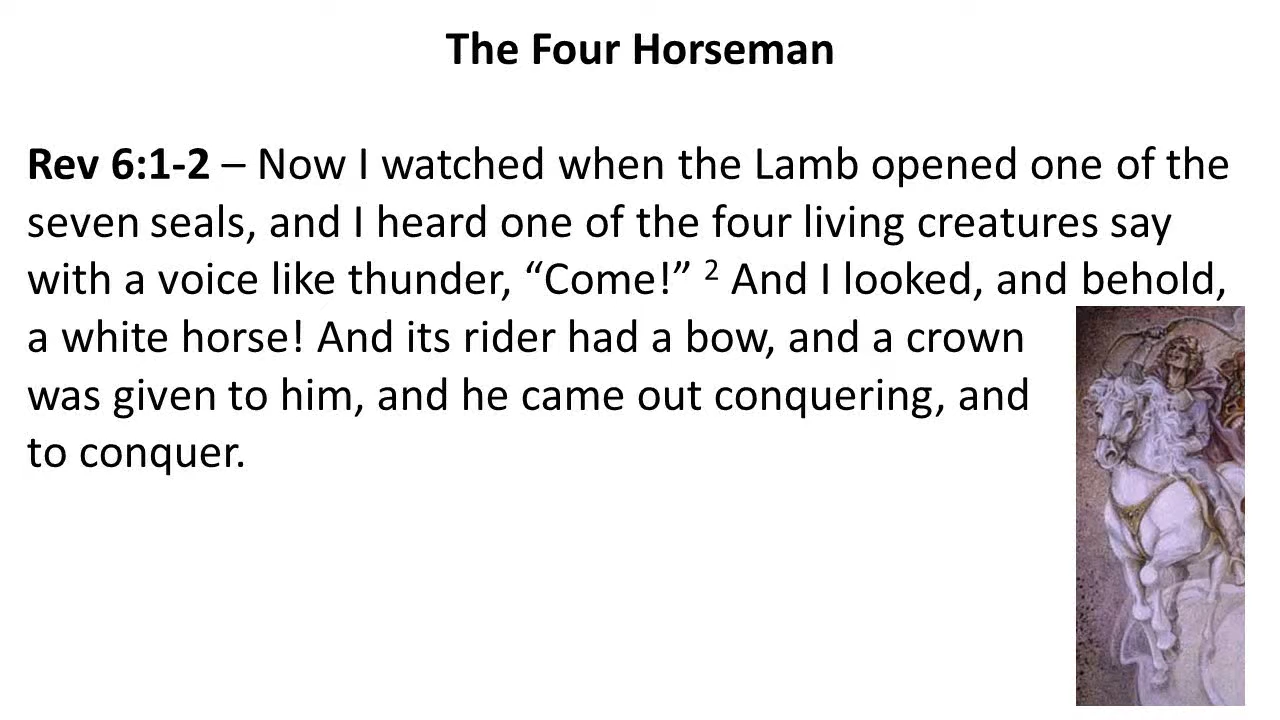 The Four Horseman
Rev 6:1-2 – Now I watched when the Lamb opened one of the
seven seals, and I heard one of the four living creatures say
with a voice like thunder, “Come!” ² And I looked, and behold,
a white horse! And its rider had a bow, and a crown
was given to him, and he came out conquering, and
to conquer.